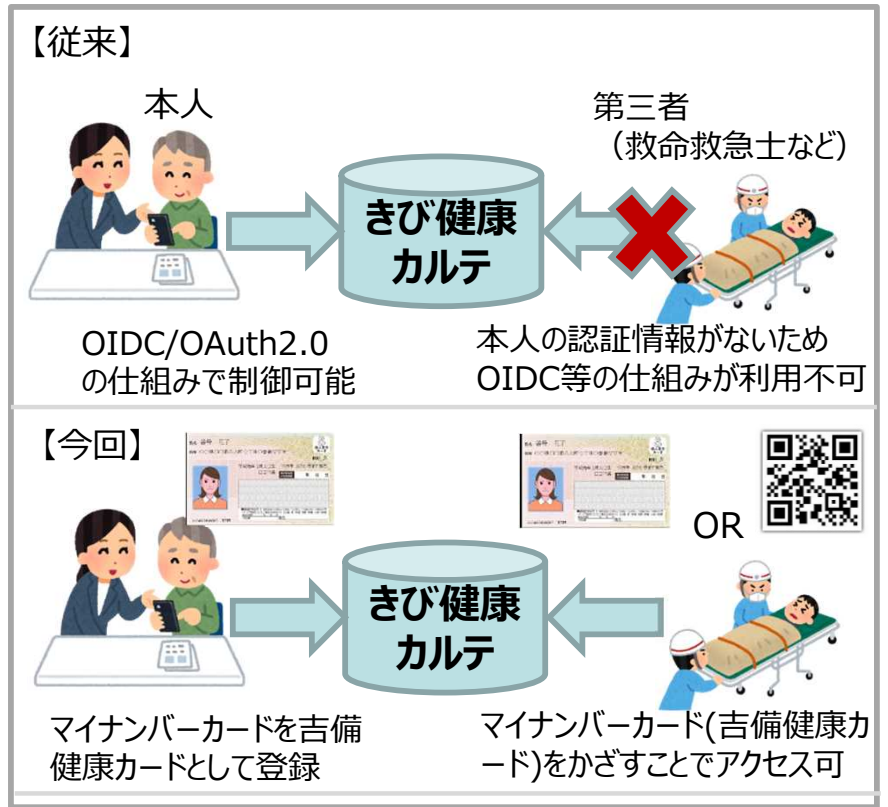 【従来】
本人
第三者
（救命救急士など）
きび健康
カルテ
OIDC/OAuth2.0
の仕組みで制御可能
本人の認証情報がないため
OIDC等の仕組みが利用不可
【今回】
OR
きび健康
カルテ
マイナンバーカードを吉備
健康カードとして登録
マイナンバーカード(吉備健康カ
ード)をかざすことでアクセス可